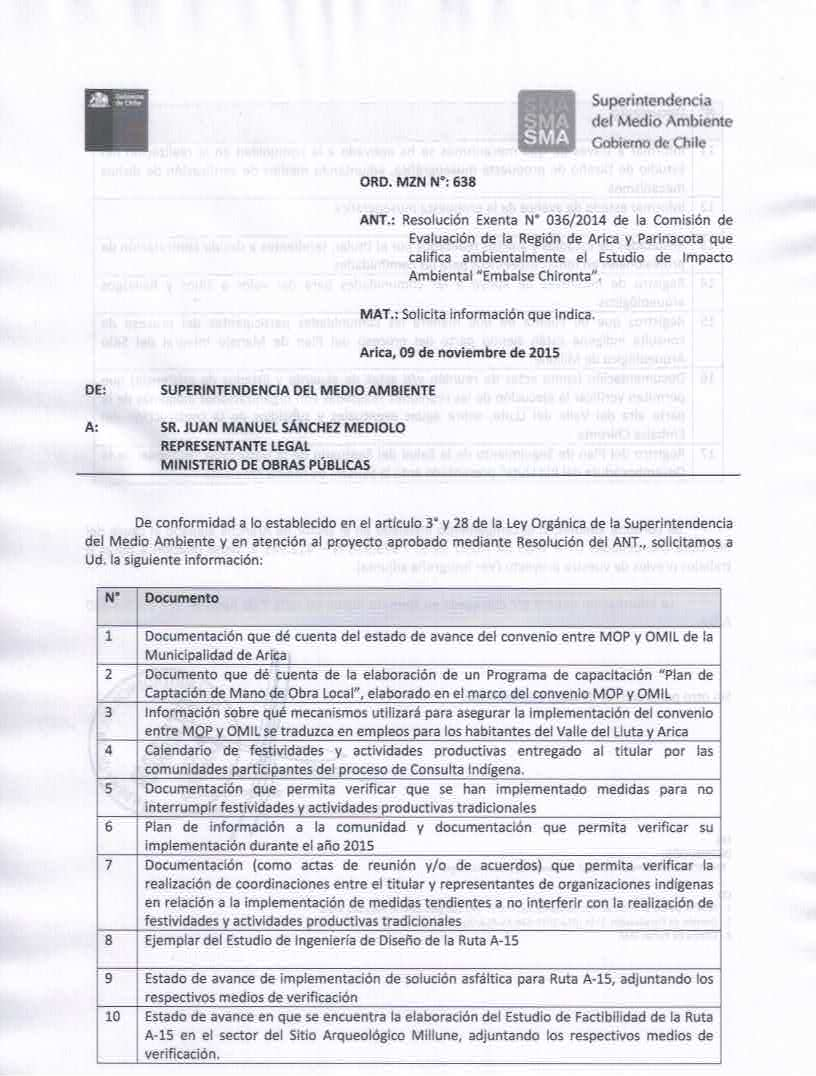 Gobierno
de Chile
SMA
SMA
SMA
Superintendencia
del Medio Ambiente
Gobierno de Chile
ORD. MZN N°: 638
ANT.: Resolución Exenta N° 036/2014 de la Comisión de
Evaluación de la Región de Arica y Parinacota que
califica ambientalmente el Estudio de Impacto
Ambiental "Embalse Chironta".
MAT.: Solicita información que indica.
Arica, 09 de noviembre de 2015
DE: SUPERINTENDENCIA DEL MEDIO AMBIENTE
A: SR. JUAN MANUEL SÁNCHEZ MEDIOLO
REPRESENTANTE LEGAL
MINISTERIO DE OBRAS PÚBLICAS
De conformidad a lo establecido en el artículo 3° y 28 de la Ley Orgánica de la Superintendencia
del Medio Ambiente y en atención al proyecto aprobado mediante Resolución del ANT., solicitamos a
Ud. la siguiente información:
N° Documento
1 Documentación que dé cuenta del estado de avance del convenio entre MOP y OMIL de la
Municipalidad de Arica
2 Documento que dé cuenta de la elaboración de un Programa de capacitación "Plan de
Captación de Mano de Obra Local", elaborado en el marco del convenio MOP y OMIL
3 Información sobre qué mecanismos utilizará para asegurar la implementación del convenio
entre MOP y OMIL se traduzca en empleos para los habitantes del Valle del Lluta y Arica
4 Calendario de festividades y actividades productivas entregado al titular por las
comunidades participantes del proceso de Consulta Indígena.
5 Documentación que permita verificar que se han implementado medidas para no
interrumpir festividades y actividades productivas tradicionales
6 Plan de información a la comunidad y documentación que permita verificar su
implementación durante el año 2015
7 Documentación (como actas de reunión y/o de acuerdos) que permita verificar la
realización de coordinaciones entre el titular y representantes de organizaciones indígenas
en relación a la implementación de medidas tendientes a no interferir con la realización de
festividades y actividades productivas tradicionales
8 Ejemplar del Estudio de Ingeniería de Diseño de la Ruta A-15
9 Estado de avance de implementación de solución asfáltica para Ruta A-15, adjuntando los
respectivos medios de verificación
10 Estado de avance en que se encuentra la elaboración del Estudio de Factibilidad de la Ruta
A-15 en el sector del Sitio Arqueológico Millune, adjuntando los respectivos medios de
verificación.